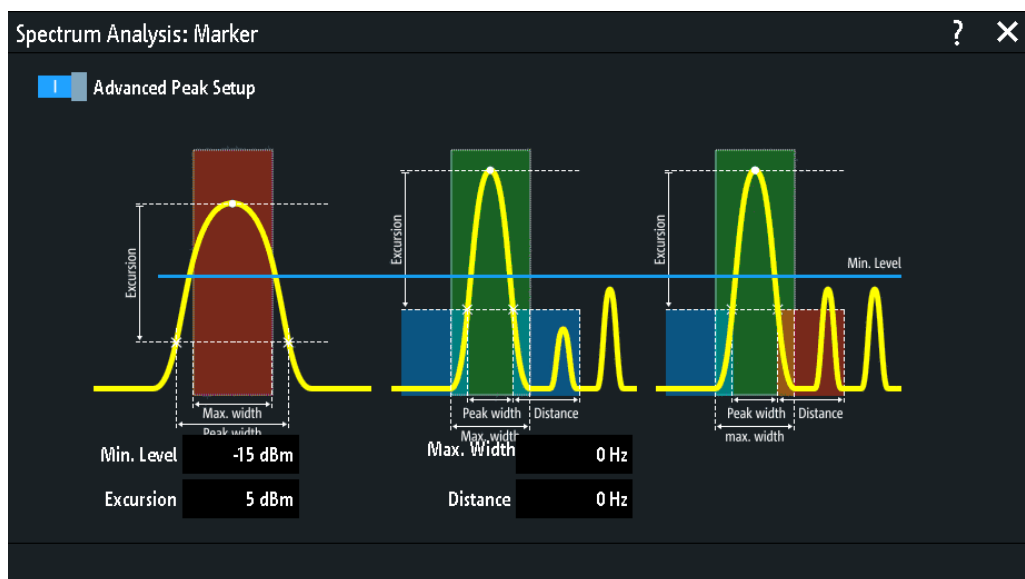 Spectrum Analysis: Marker ? X
I Advanced Peak Setup
Excursion
Max. width
Peak width
Excursion
Peak width Distance
Max. width
Excursion
Min. Level
Peak width Distance
max. width
Min. Level -15 dBm
Max. Width 0 Hz
Excursion 5 dBm
Distance 0 Hz